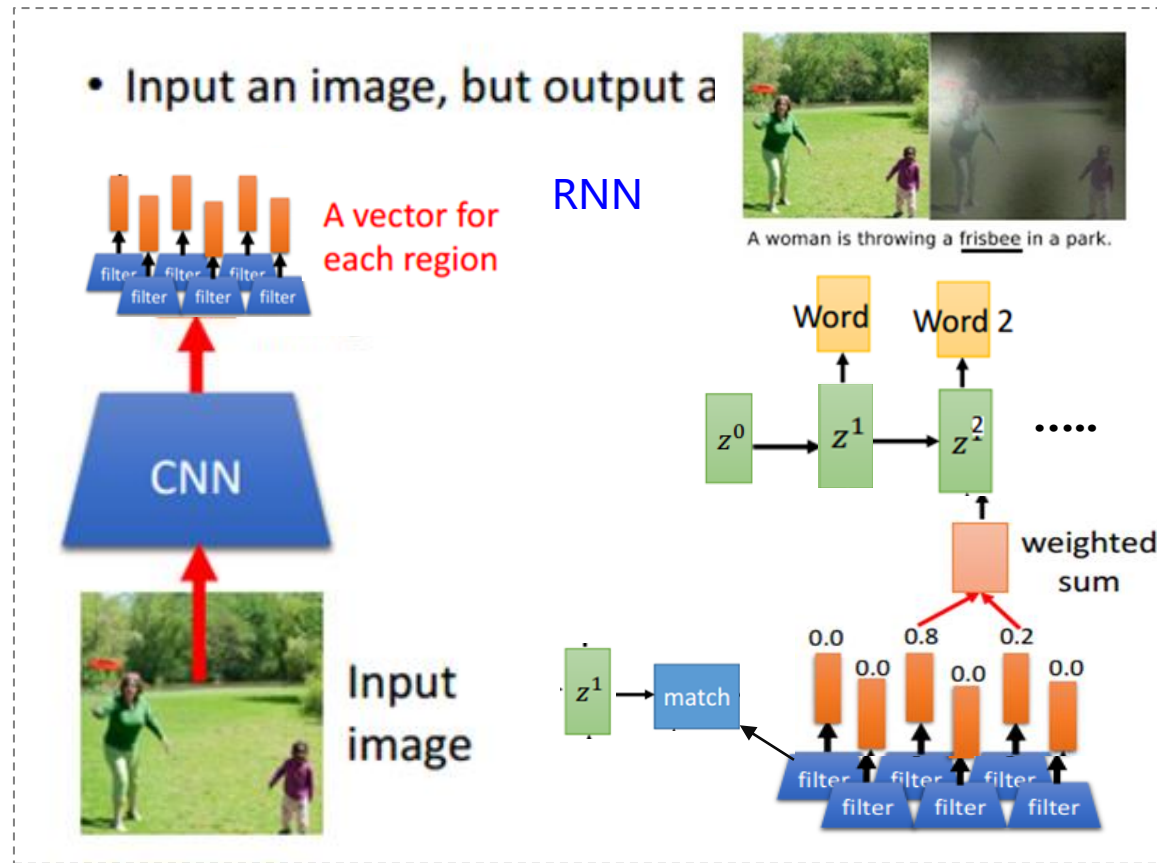 • Input an image, but output a
A vector for
each region
filter filter filter
filter filter filter
CNN
Input
image
RNN
A woman is throwing a frisbee in a park.
Word
Word 2
z⁰
z¹
z²
.....
weighted
sum
0.0 0.8 0.2
0.0 0.0 0.0
z¹
match
filter filter filter
filter filter filter